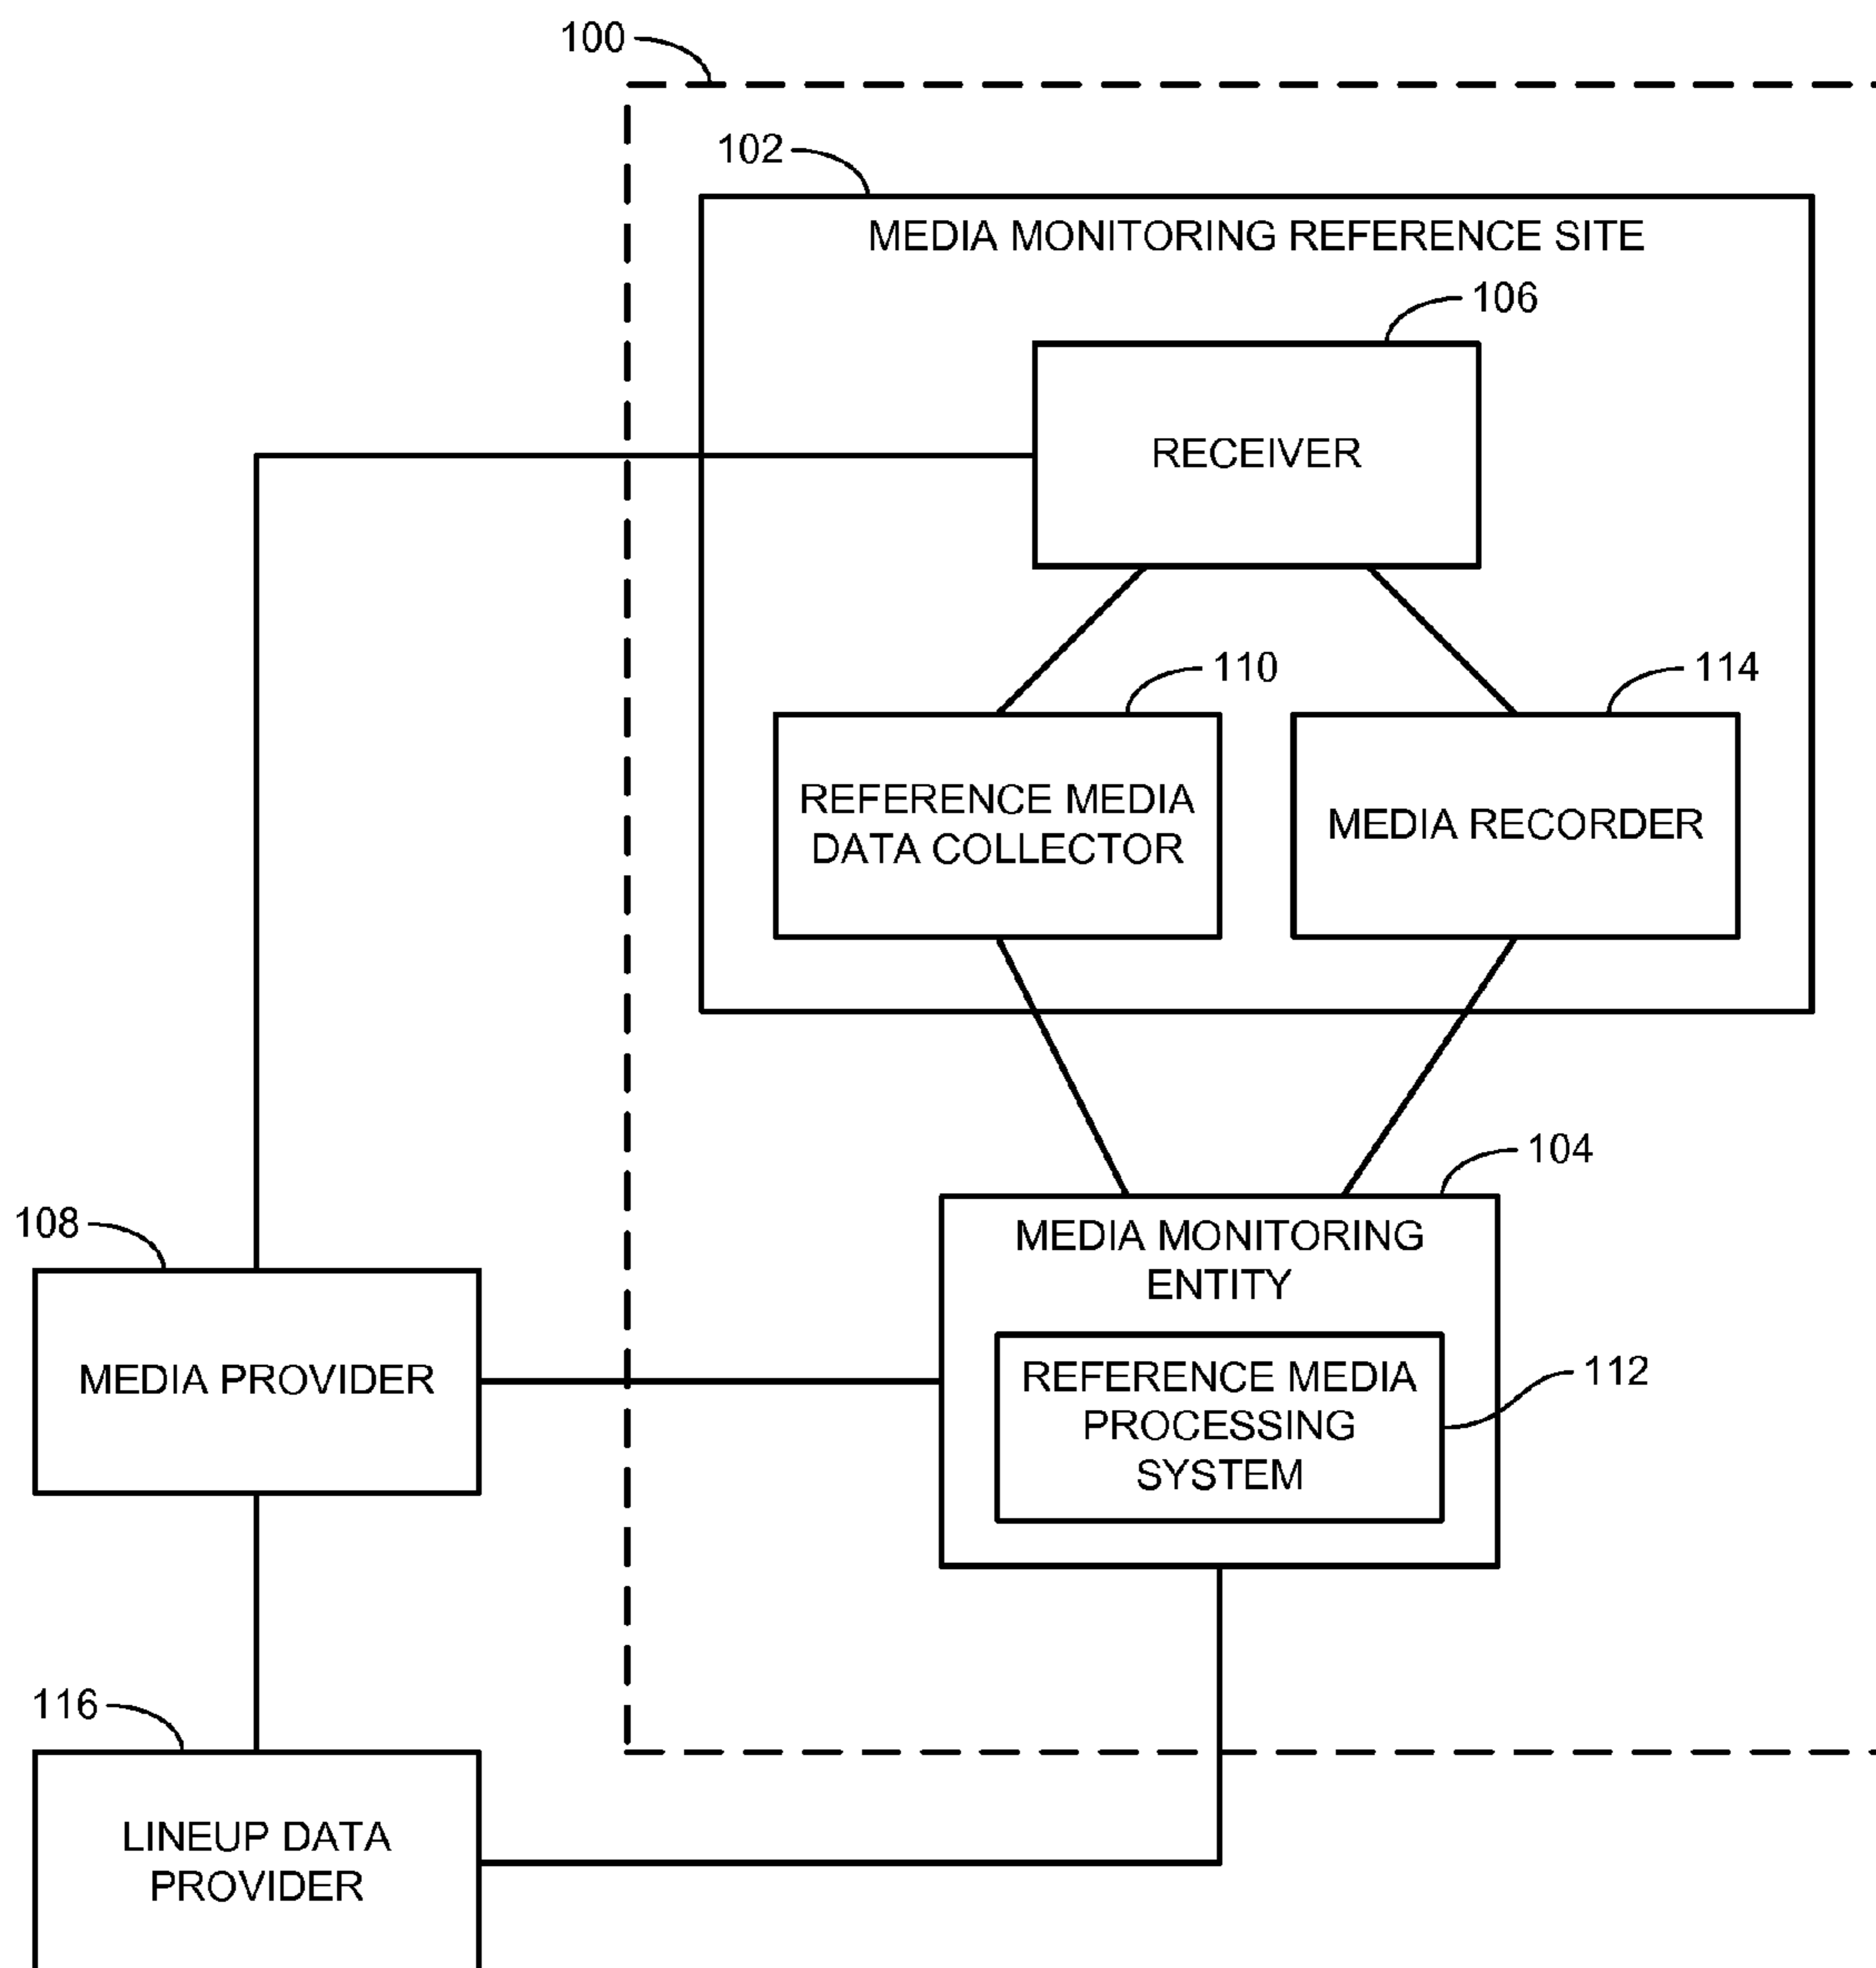 100
102
MEDIA MONITORING REFERENCE SITE
106
RECEIVER
110
114
REFERENCE MEDIA
DATA COLLECTOR
MEDIA RECORDER
104
108
MEDIA MONITORING
ENTITY
MEDIA PROVIDER
REFERENCE MEDIA
PROCESSING
SYSTEM
112
116
LINEUP DATA
PROVIDER